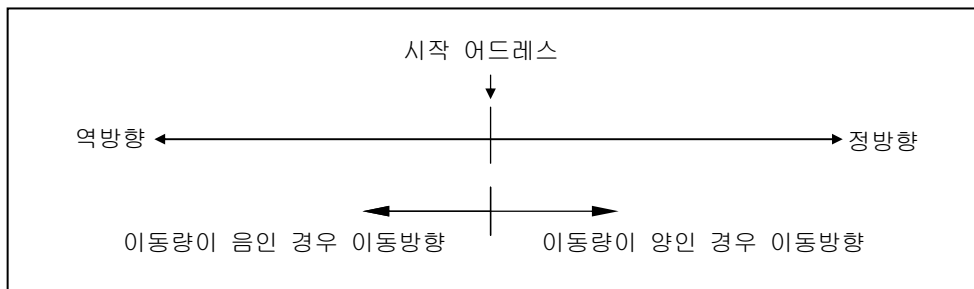 시작 어드레스
역방향 정방향
이동량이 음인 경우 이동방향 이동량이 양인 경우 이동방향